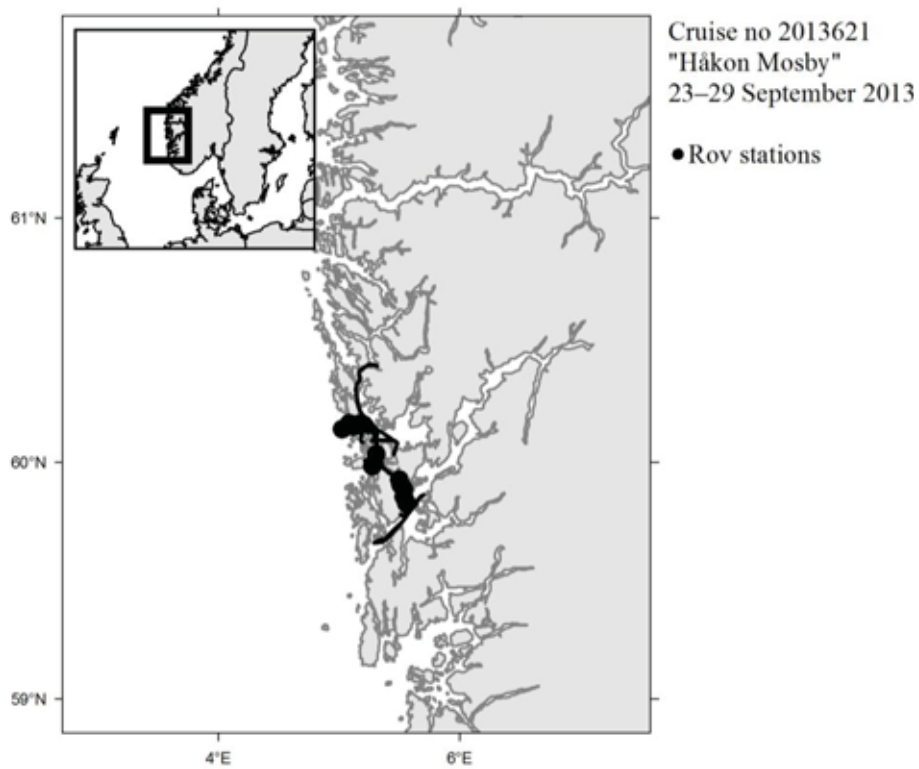 Cruise no 2013621
"Håkon Mosby"
23–29 September 2013
Rov stations
61°N
60°N
59°N
4°E
6°E